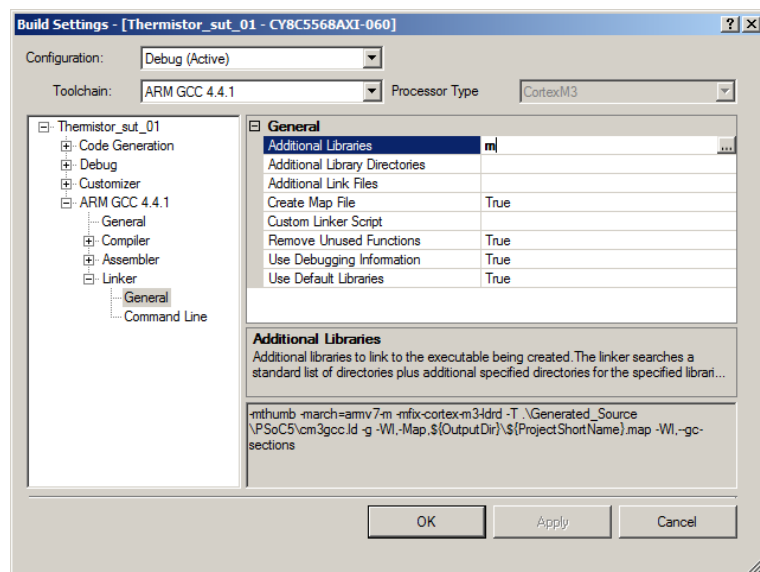 Build Settings - [Thermistor_sut_01 - CY8C5568AXI-060]
Configuration: Debug (Active)
Toolchain: ARM GCC 4.4.1 Processor Type CortexM3
Thermistor_sut_01
Code Generation
Debug
Customizer
ARM GCC 4.4.1
General
Compiler
Assembler
Linker
General
Command Line
General
Additional Libraries m ...
Additional Library Directories
Additional Link Files
Create Map File True
Custom Linker Script
Remove Unused Functions True
Use Debugging Information True
Use Default Libraries True
Additional Libraries
Additional libraries to link to the executable being created.The linker searches a
standard list of directories plus additional specified directories for the specified librari...
-mthumb -march=armv7-m -mfix-cortex-m3-ldrd -T .\Generated_Source
\PSoC5\cm3gcc.ld -g -Wl,-Map,${OutputDir}\${ProjectShortName}.map -Wl,--gc-
sections
OK Apply Cancel